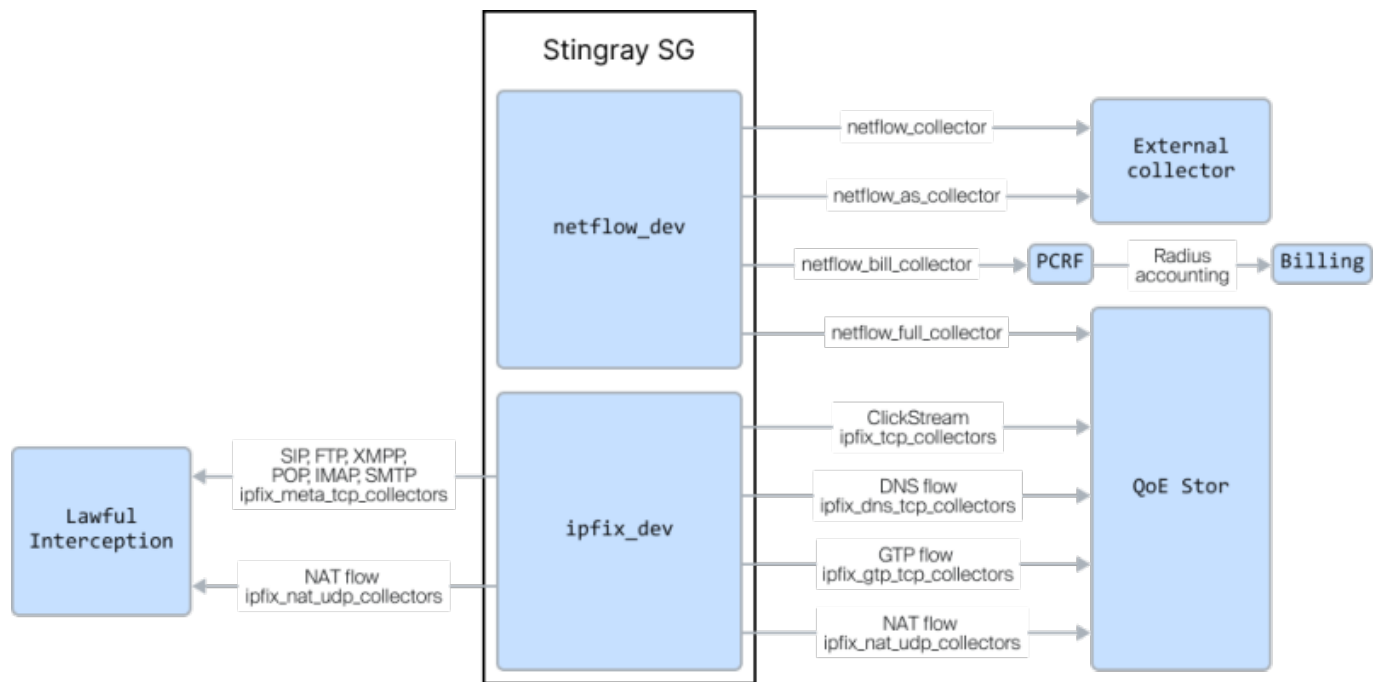 Stingray SG
netflow_dev
netflow_collector
External
collector
netflow_as_collector
netflow_bill_collector
PCRF
Radius
accounting
Billing
netflow_full_collector
ipfix_dev
ClickStream
ipfix_tcp_collectors
DNS flow
ipfix_dns_tcp_collectors
GTP flow
ipfix_gtp_tcp_collectors
NAT flow
ipfix_nat_udp_collectors
QoE Stor
SIP, FTP, XMPP,
POP, IMAP, SMTP
ipfix_meta_tcp_collectors
NAT flow
ipfix_nat_udp_collectors
Lawful
Interception